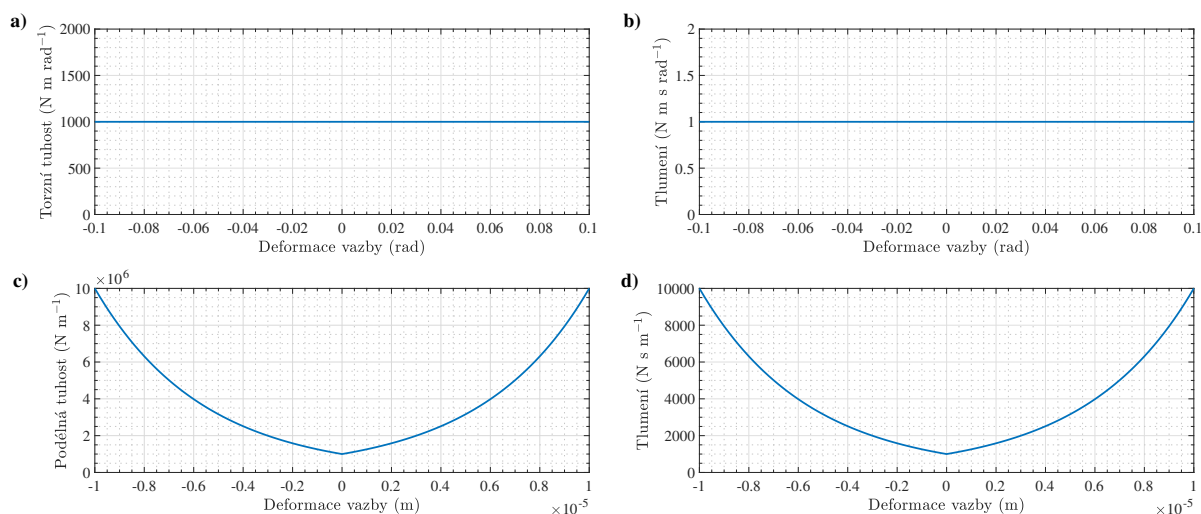 a)
2000
1500
1000
500
0
Torzní tuhost (N m rad⁻¹)
-0.1 -0.08 -0.06 -0.04 -0.02 0 0.02 0.04 0.06 0.08 0.1
Deformace vazby (rad)
b)
2
1.5
1
0.5
0
Tlumení (N m s rad⁻¹)
-0.1 -0.08 -0.06 -0.04 -0.02 0 0.02 0.04 0.06 0.08 0.1
Deformace vazby (rad)
c)
×10⁶
10
8
6
4
2
0
Podélná tuhost (N m⁻¹)
-1 -0.8 -0.6 -0.4 -0.2 0 0.2 0.4 0.6 0.8 1
Deformace vazby (m)
×10⁻⁵
d)
10000
8000
6000
4000
2000
0
Tlumení (N s m⁻¹)
-1 -0.8 -0.6 -0.4 -0.2 0 0.2 0.4 0.6 0.8 1
Deformace vazby (m)
×10⁻⁵